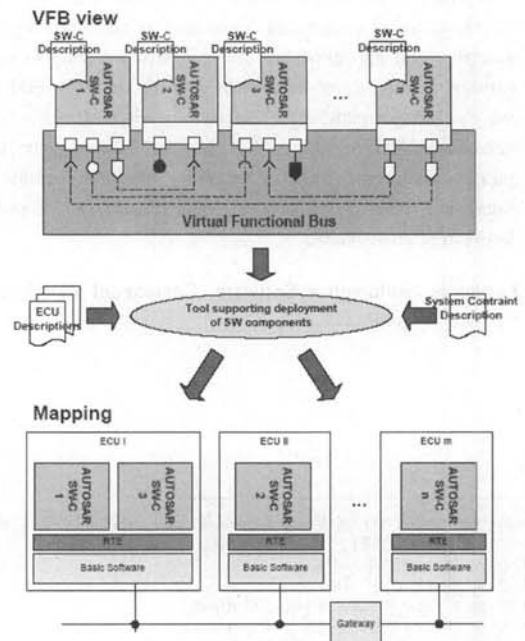 VFB view
SW-C
Description
SW-C
Description
SW-C
Description
SW-C
Description
AUTOSAR
SW-C
1
AUTOSAR
SW-C
2
AUTOSAR
SW-C
3
...
AUTOSAR
SW-C
n
Virtual Functional Bus
ECU
Descriptions
Tool supporting deployment
of SW components
System Contraint
Description
Mapping
ECU I
ECU II
ECU m
AUTOSAR
SW-C
1
AUTOSAR
SW-C
3
AUTOSAR
SW-C
2
...
AUTOSAR
SW-C
n
RTE
RTE
RTE
Basic Software
Basic Software
Basic Software
Gateway